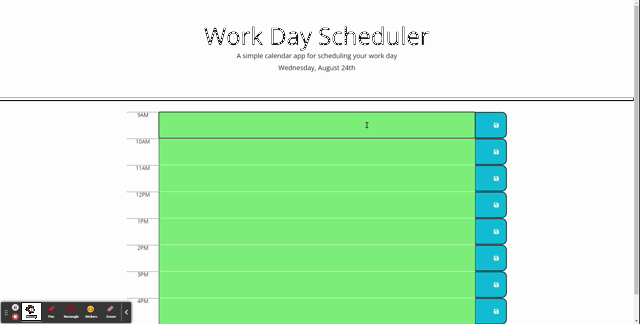 Work Day Scheduler
A simple calendar app for scheduling your work day
Wednesday, August 24th
9AM
10AM
11AM
12PM
1PM
2PM
3PM
4PM
Pen
Rectangle
Stickers
Eraser